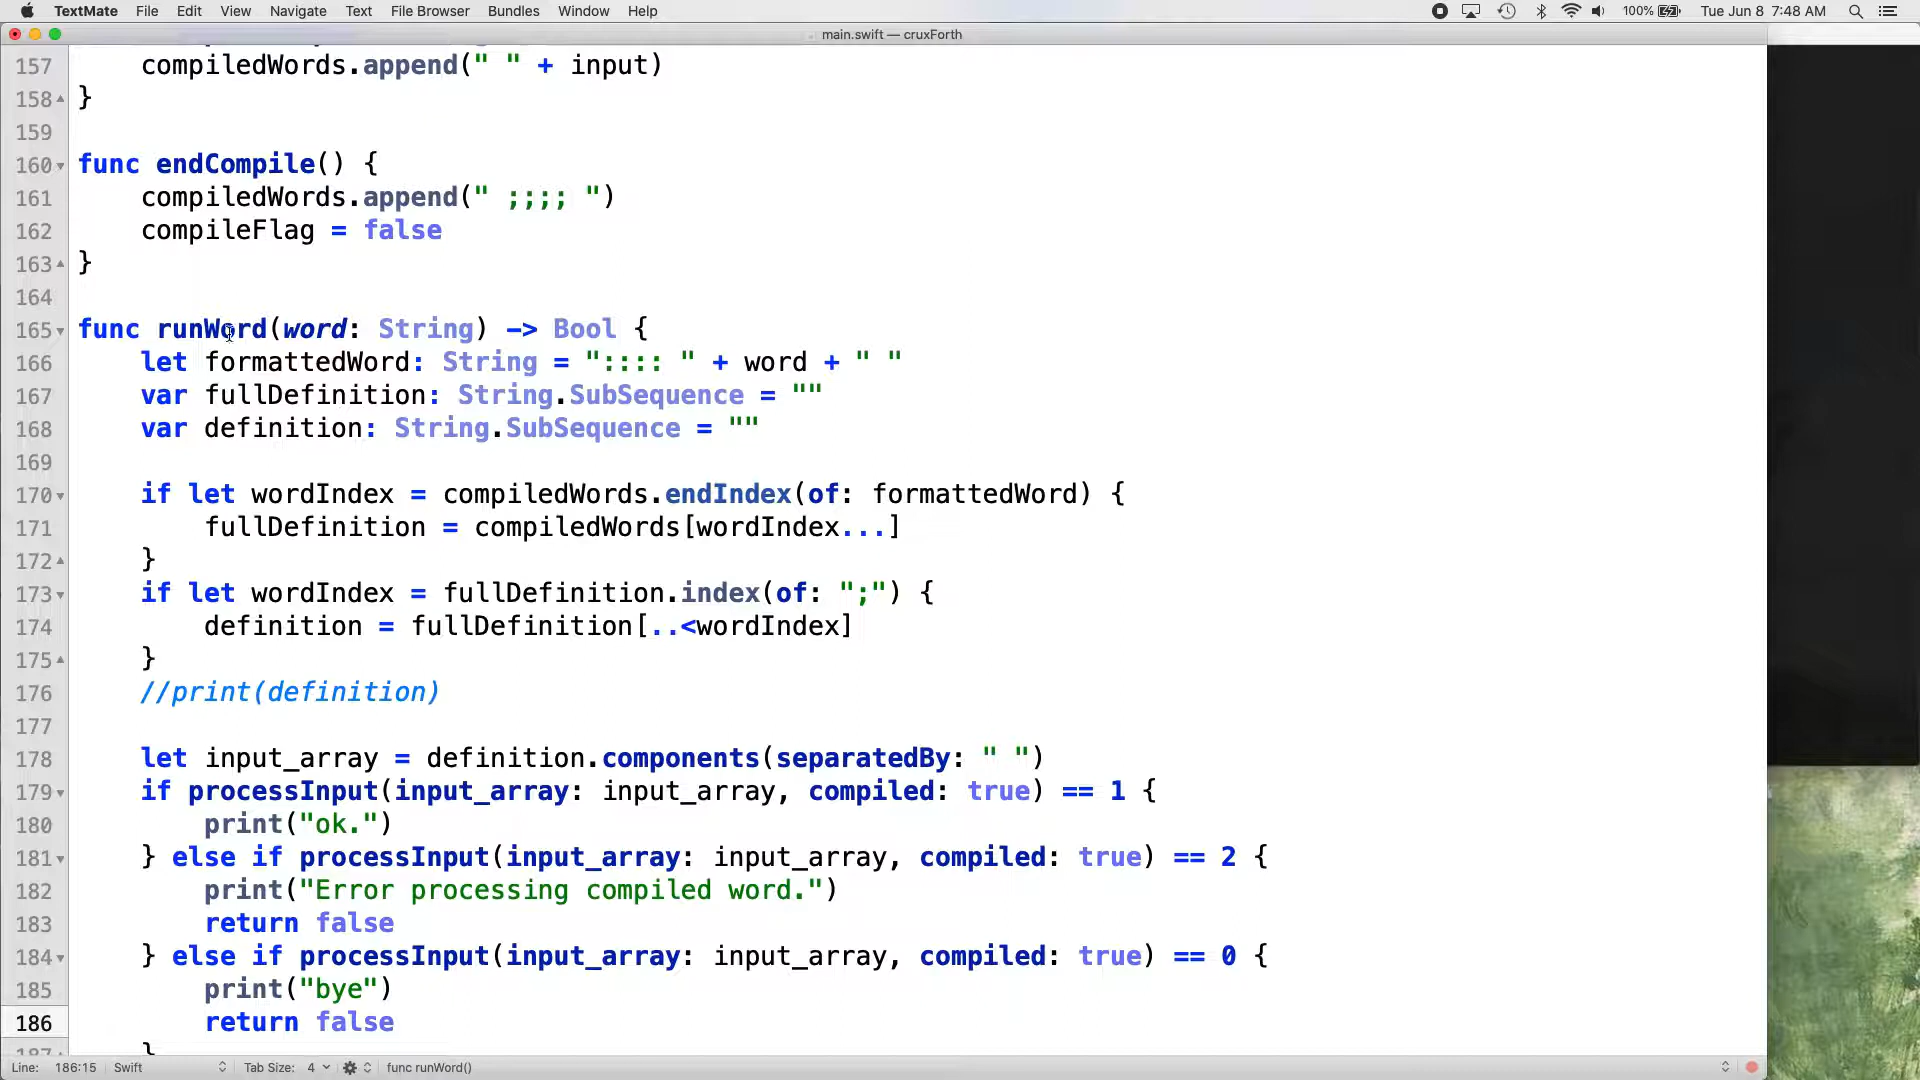 TextMate File Edit View Navigate Text File Browser Bundles Window Help 100% Tue Jun 8 7:48 AM
main.swift — cruxForth
157 compiledWords.append(" " + input)
158 }
159
160 func endCompile() {
161 compiledWords.append(" ;;;; ")
162 compileFlag = false
163 }
164
165 func runWord(word: String) -> Bool {
166 let formattedWord: String = ":::: " + word + " "
167 var fullDefinition: String.SubSequence = ""
168 var definition: String.SubSequence = ""
169
170 if let wordIndex = compiledWords.endIndex(of: formattedWord) {
171 fullDefinition = compiledWords[wordIndex...]
172 }
173 if let wordIndex = fullDefinition.index(of: ";") {
174 definition = fullDefinition[..<wordIndex]
175 }
176 //print(definition)
177
178 let input_array = definition.components(separatedBy: " ")
179 if processInput(input_array: input_array, compiled: true) == 1 {
180 print("ok.")
181 } else if processInput(input_array: input_array, compiled: true) == 2 {
182 print("Error processing compiled word.")
183 return false
184 } else if processInput(input_array: input_array, compiled: true) == 0 {
185 print("bye")
186 return false
187 }
Line: 186:15 Swift Tab Size: 4 func runWord()